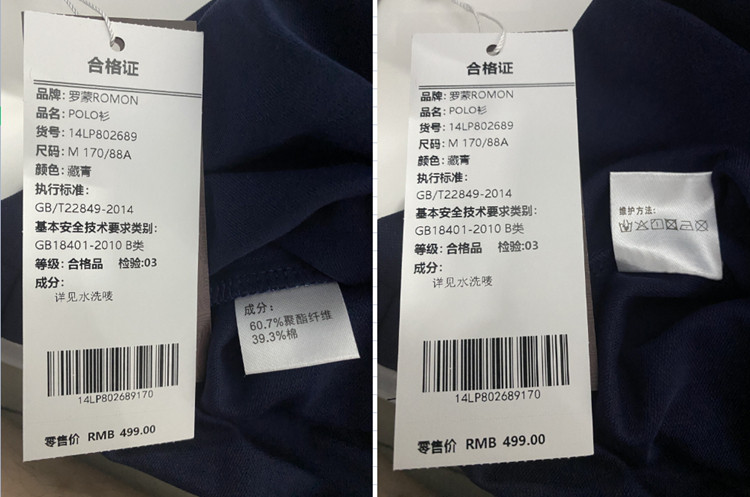 合格证
品牌: 罗蒙ROMON
品名: POLO衫
货号: 14LP802689
尺码: M 170/88A
颜色: 藏青
执行标准:
GB/T22849-2014
基本安全技术要求类别:
GB18401-2010 B类
等级: 合格品 检验:03
成分:
详见水洗唛
14LP802689170
零售价 RMB 499.00
成分:
60.7%聚酯纤维
39.3%棉
合格证
品牌: 罗蒙ROMON
品名: POLO衫
货号: 14LP802689
尺码: M 170/88A
颜色: 藏青
执行标准:
GB/T22849-2014
基本安全技术要求类别:
GB18401-2010 B类
等级: 合格品 检验:03
成分:
详见水洗唛
14LP802689170
零售价 RMB 499.00
维护方法: